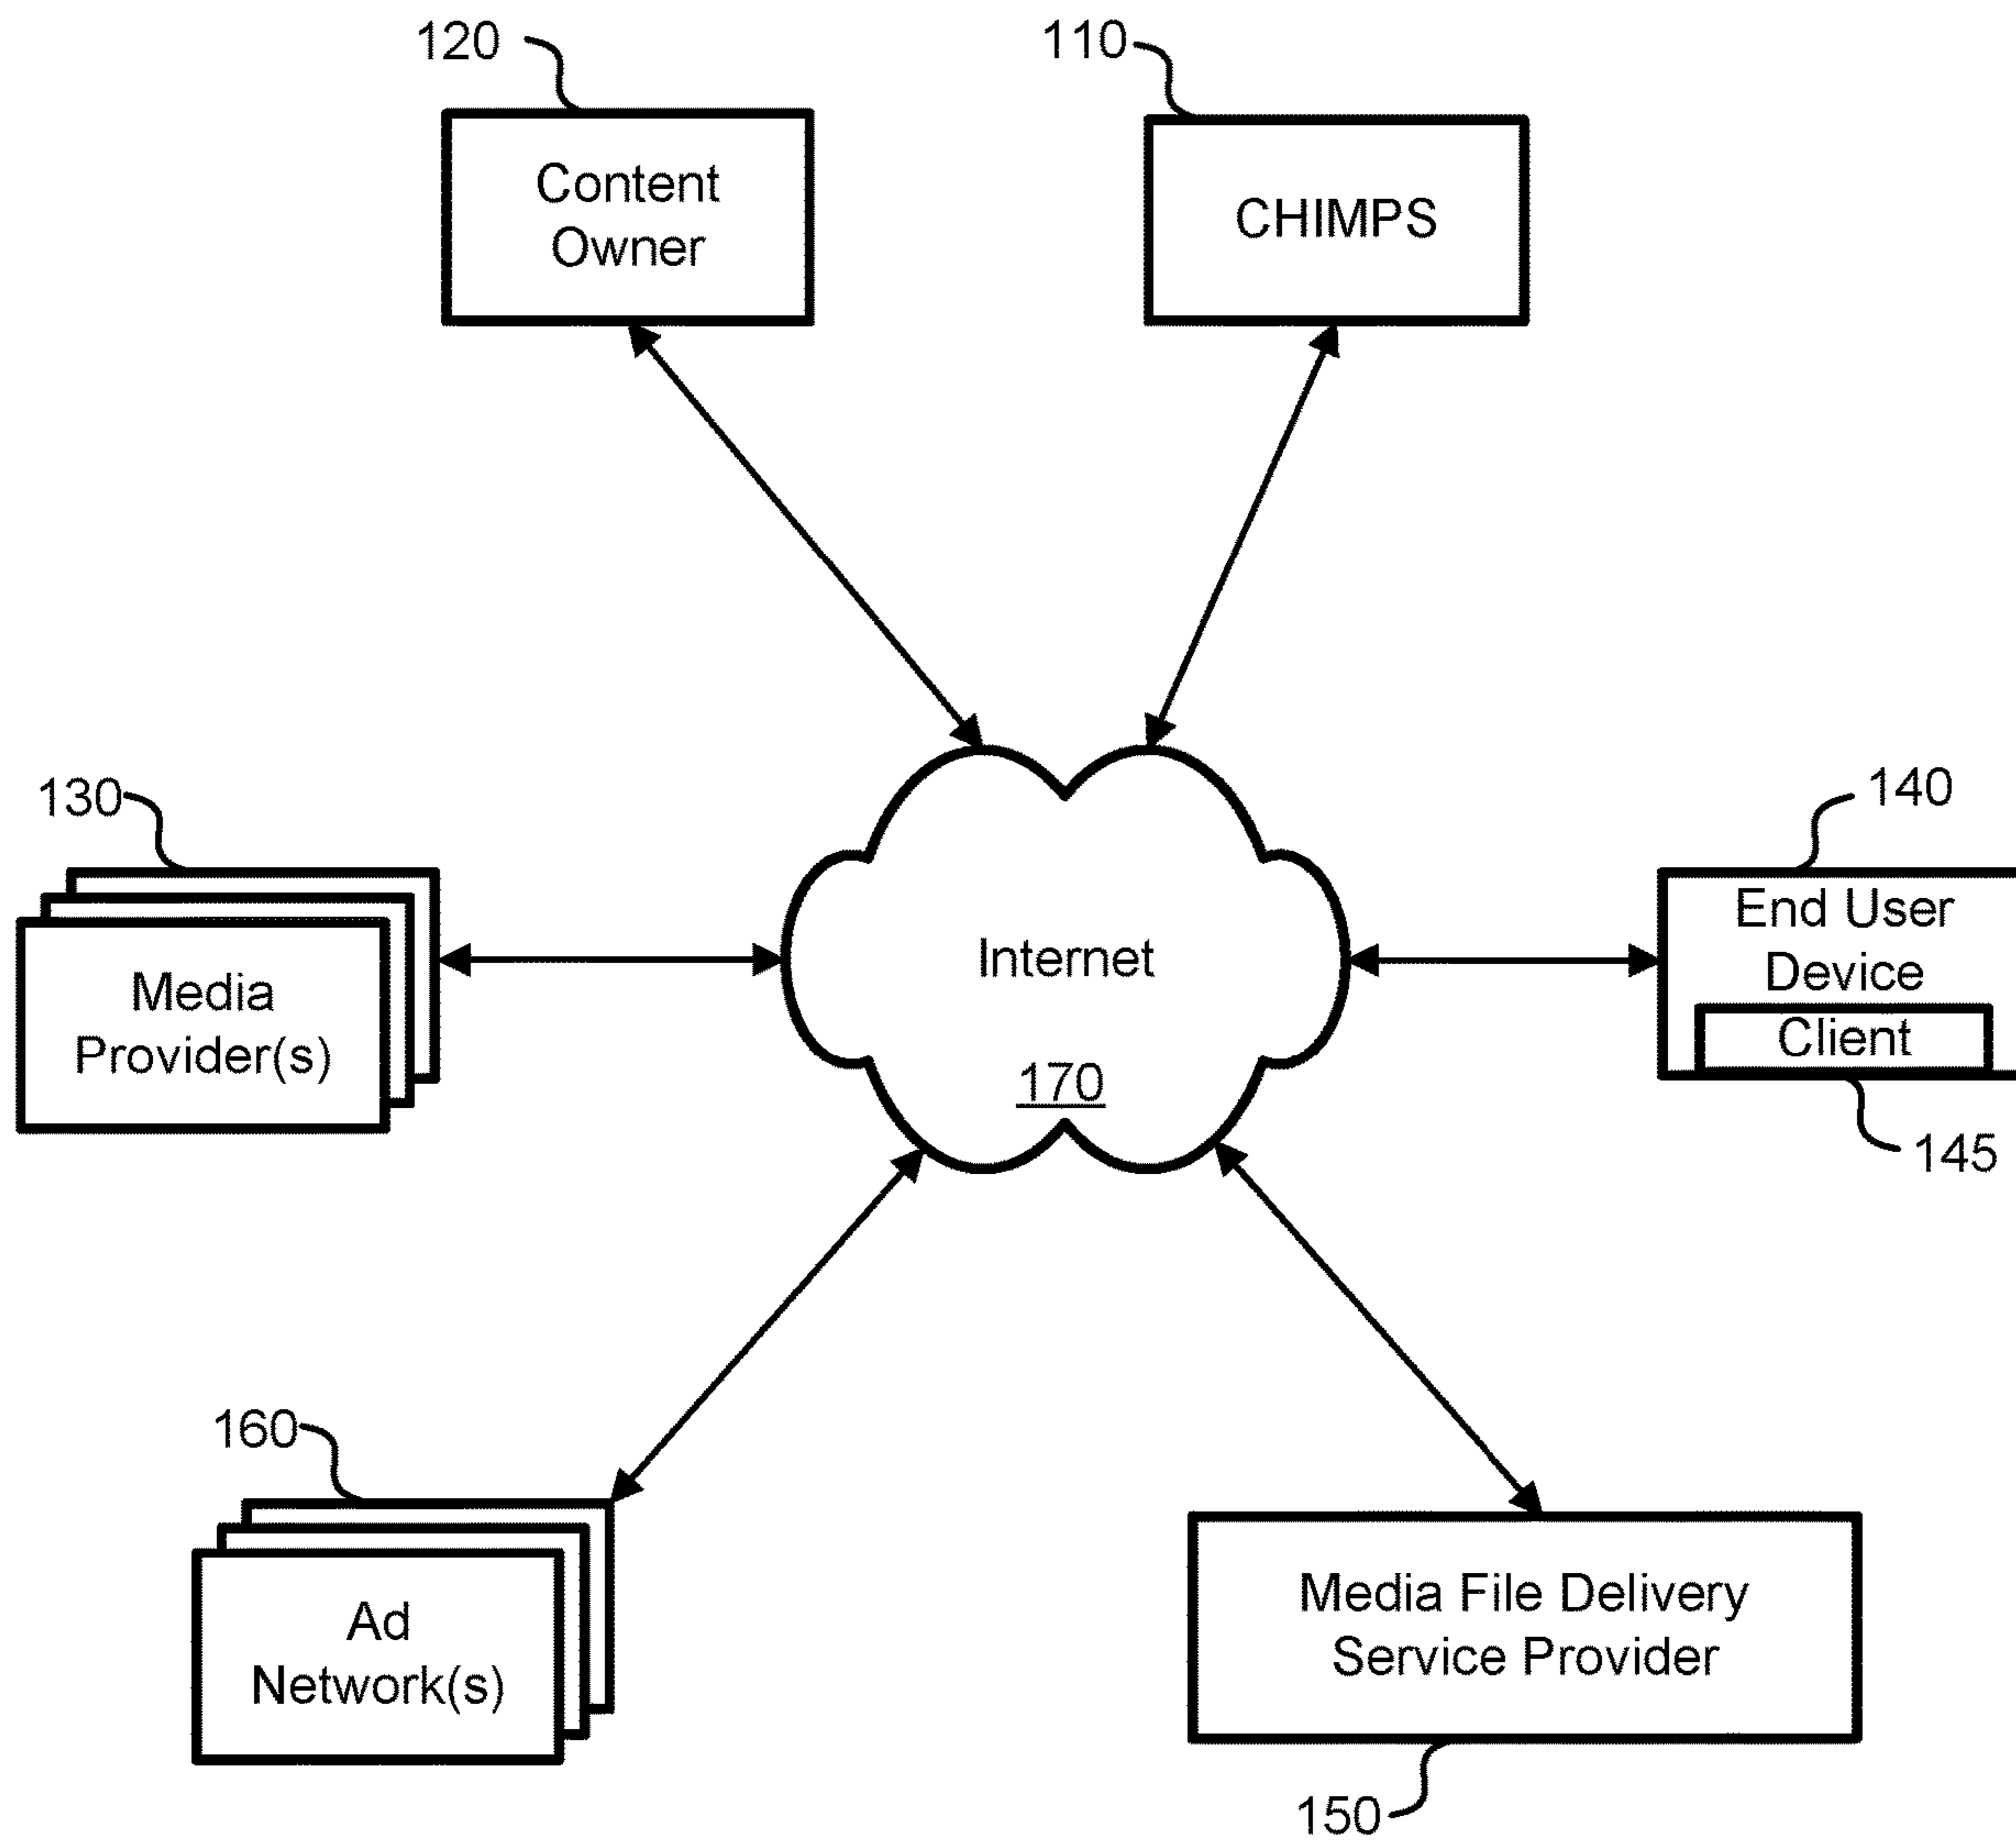 120
110
Content
Owner
CHIMPS
130
140
Media
Provider(s)
Internet
170
End User
Device
Client
145
160
Ad
Network(s)
Media File Delivery
Service Provider
150